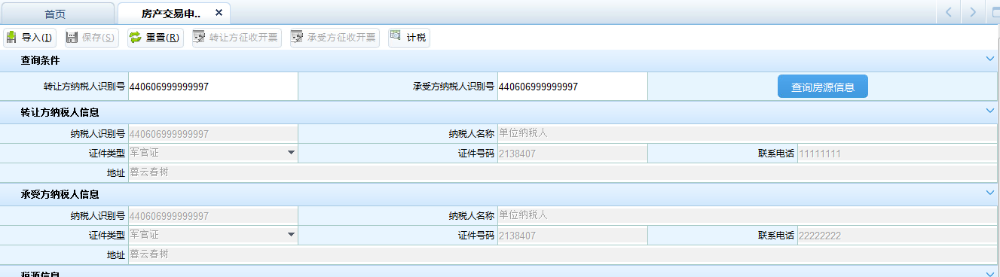 首页 房产交易申..
导入(I) 保存(S) 重置(R) 转让方征收开票 承受方征收开票 计税
查询条件
转让方纳税人识别号 440606999999997 承受方纳税人识别号 440606999999997 查询房源信息
转让方纳税人信息
纳税人识别号 440606999999997 纳税人名称 单位纳税人
证件类型 军官证 证件号码 2138407 联系电话 11111111
地址 暮云春树
承受方纳税人信息
纳税人识别号 440606999999997 纳税人名称 单位纳税人
证件类型 军官证 证件号码 2138407 联系电话 22222222
地址 暮云春树
税源信息